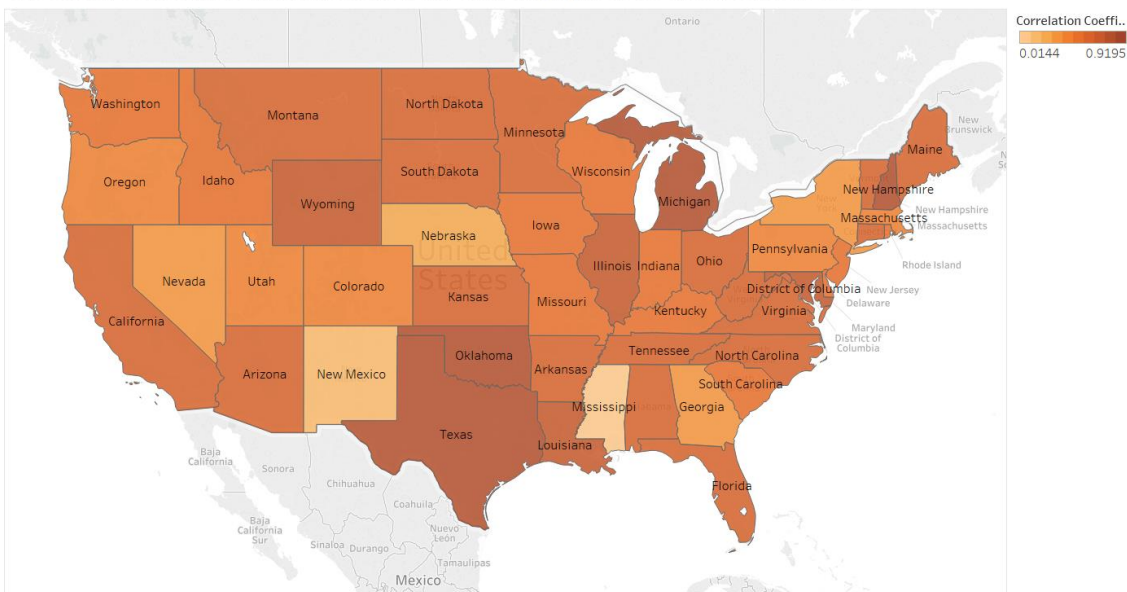 Ontario
Correlation Coeffi..
0.0144 0.9195
Washington
Montana
North Dakota
Minnesota
Oregon
Idaho
South Dakota
Wisconsin
Wyoming
Michigan
Maine
New
Brunswick
New Hampshire
New Hampshire
Massachusetts
Massachusetts
Rhode Island
Nebraska
Iowa
United
States
Nevada
Utah
Colorado
Kansas
Missouri
Illinois
Indiana
Ohio
Pennsylvania
New Jersey
Delaware
District of Columbia
Maryland
District of
Columbia
California
Kentucky
Virginia
Arizona
New Mexico
Oklahoma
Arkansas
Tennessee
North Carolina
South Carolina
Mississippi
Georgia
Texas
Louisiana
Florida
Baja
California
Sonora
Chihuahua
Coahuila
Baja
California
Sur
Sinaloa
Durango
Nuevo
León
Tamaulipas
Mexico